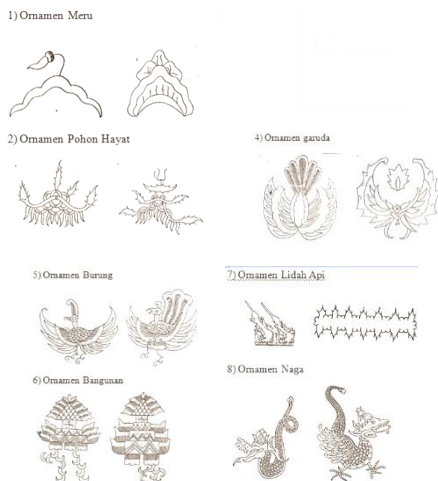 1) Ornamen Meru
2) Ornamen Pohon Hayat
4) Ornamen garuda
5) Ornamen Burung
7) Ornamen Lidah Api
6) Ornamen Bangunan
8) Ornamen Naga